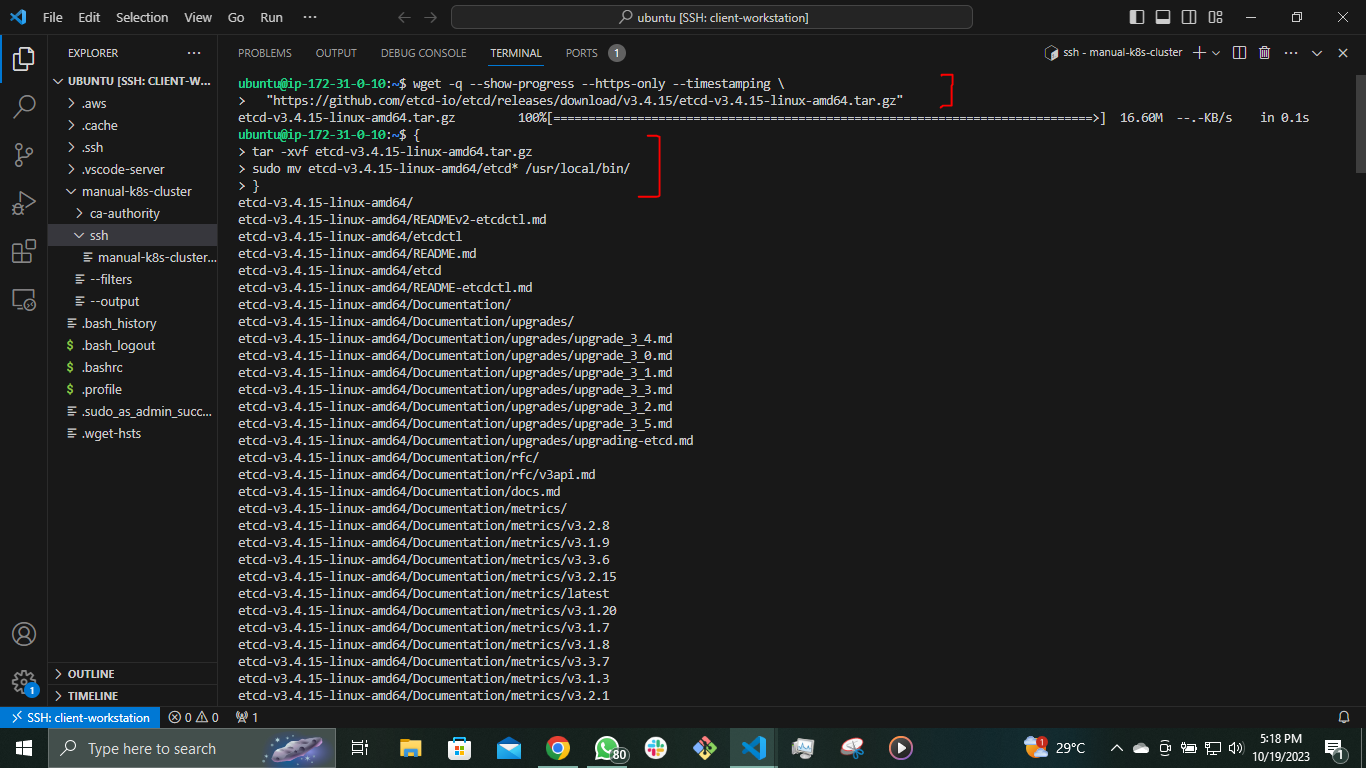 File Edit Selection View Go Run ··· ubuntu [SSH: client-workstation]
EXPLORER ···
UBUNTU [SSH: CLIENT-W...
.aws
.cache
.ssh
.vscode-server
manual-k8s-cluster
ca-authority
ssh
manual-k8s-cluster...
--filters
--output
.bash_history
$ .bash_logout
$ .bashrc
$ .profile
.sudo_as_admin_succ...
.wget-hsts
OUTLINE
TIMELINE
PROBLEMS OUTPUT DEBUG CONSOLE TERMINAL PORTS 1 ssh - manual-k8s-cluster
ubuntu@ip-172-31-0-10:~$ wget -q --show-progress --https-only --timestamping \
>   "https://github.com/etcd-io/etcd/releases/download/v3.4.15/etcd-v3.4.15-linux-amd64.tar.gz"
etcd-v3.4.15-linux-amd64.tar.gz 100%[=============================================================================>] 16.60M --.-KB/s in 0.1s
ubuntu@ip-172-31-0-10:~$ {
> tar -xvf etcd-v3.4.15-linux-amd64.tar.gz
> sudo mv etcd-v3.4.15-linux-amd64/etcd* /usr/local/bin/
> }
etcd-v3.4.15-linux-amd64/
etcd-v3.4.15-linux-amd64/READMEv2-etcdctl.md
etcd-v3.4.15-linux-amd64/etcdctl
etcd-v3.4.15-linux-amd64/README.md
etcd-v3.4.15-linux-amd64/etcd
etcd-v3.4.15-linux-amd64/README-etcdctl.md
etcd-v3.4.15-linux-amd64/Documentation/
etcd-v3.4.15-linux-amd64/Documentation/upgrades/
etcd-v3.4.15-linux-amd64/Documentation/upgrades/upgrade_3_4.md
etcd-v3.4.15-linux-amd64/Documentation/upgrades/upgrade_3_0.md
etcd-v3.4.15-linux-amd64/Documentation/upgrades/upgrade_3_1.md
etcd-v3.4.15-linux-amd64/Documentation/upgrades/upgrade_3_3.md
etcd-v3.4.15-linux-amd64/Documentation/upgrades/upgrade_3_2.md
etcd-v3.4.15-linux-amd64/Documentation/upgrades/upgrade_3_5.md
etcd-v3.4.15-linux-amd64/Documentation/upgrades/upgrading-etcd.md
etcd-v3.4.15-linux-amd64/Documentation/rfc/
etcd-v3.4.15-linux-amd64/Documentation/rfc/v3api.md
etcd-v3.4.15-linux-amd64/Documentation/docs.md
etcd-v3.4.15-linux-amd64/Documentation/metrics/
etcd-v3.4.15-linux-amd64/Documentation/metrics/v3.2.8
etcd-v3.4.15-linux-amd64/Documentation/metrics/v3.1.9
etcd-v3.4.15-linux-amd64/Documentation/metrics/v3.3.6
etcd-v3.4.15-linux-amd64/Documentation/metrics/v3.2.15
etcd-v3.4.15-linux-amd64/Documentation/metrics/latest
etcd-v3.4.15-linux-amd64/Documentation/metrics/v3.1.20
etcd-v3.4.15-linux-amd64/Documentation/metrics/v3.1.7
etcd-v3.4.15-linux-amd64/Documentation/metrics/v3.1.8
etcd-v3.4.15-linux-amd64/Documentation/metrics/v3.3.7
etcd-v3.4.15-linux-amd64/Documentation/metrics/v3.1.3
etcd-v3.4.15-linux-amd64/Documentation/metrics/v3.2.1
1
SSH: client-workstation 0 0 1
Type here to search 80 1 29°C 5:18 PM 1
10/19/2023